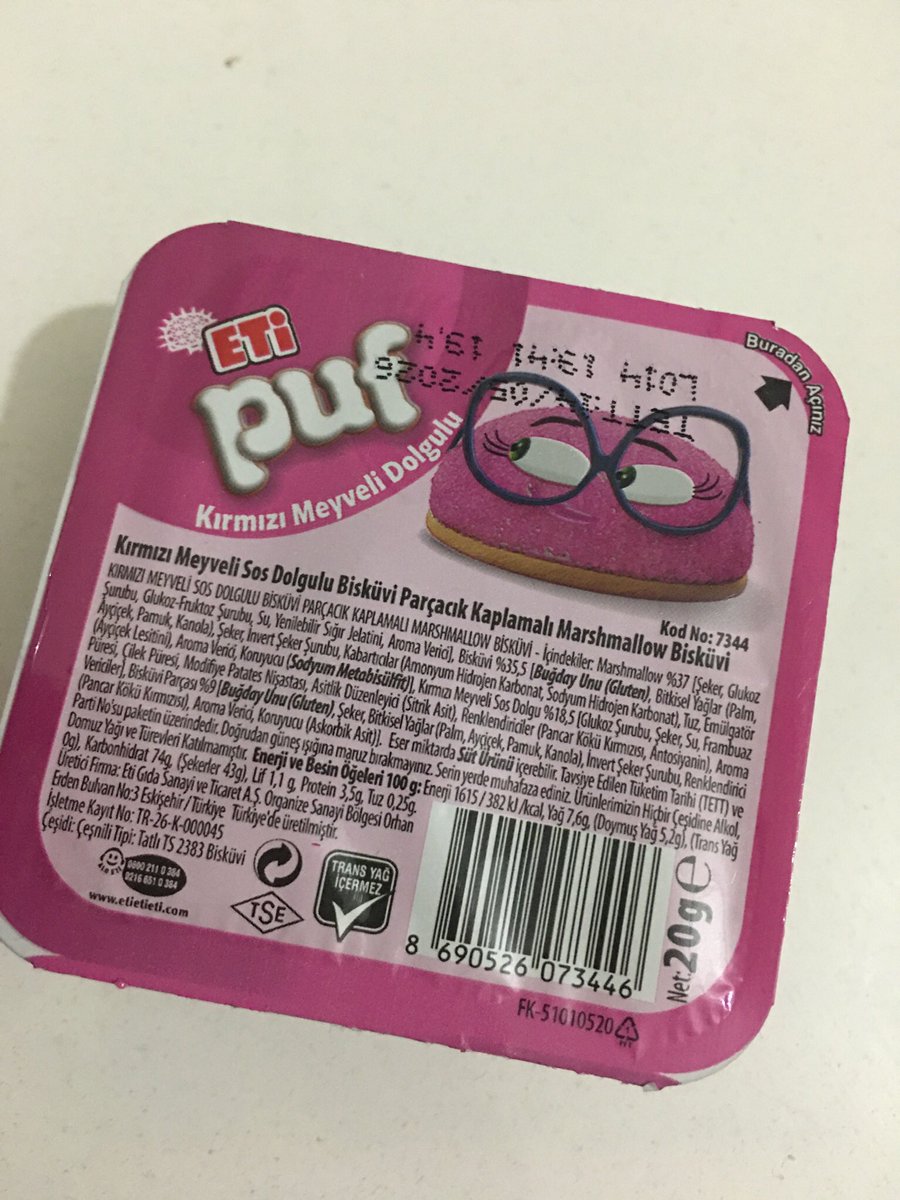 ETi
puf
Kırmızı Meyveli Dolgulu
Buradan Açınız
Kırmızı Meyveli Sos Dolgulu Bisküvi Parçacık Kaplamalı Marshmallow Bisküvi
Kod No: 7344
KIRMIZI MEYVELİ SOS DOLGULU BİSKÜVİ PARÇACIK KAPLAMALI MARSHMALLOW BİSKÜVİ - İçindekiler: Marshmallow %37 [Şeker, Glukoz
Şurubu, Glukoz-Fruktoz Şurubu, Su, Yenilebilir Sığır Jelatini, Aroma Verici], Bisküvi %35,5 [Buğday Unu (Gluten), Bitkisel Yağlar (Palm,
Ayçiçek, Pamuk, Kanola), Şeker, İnvert Şeker Şurubu, Kabartıcılar (Amonyum Hidrojen Karbonat, Sodyum Hidrojen Karbonat), Tuz, Emülgatör
(Ayçiçek Lesitini), Aroma Verici, Koruyucu (Sodyum Metabisülfit)], Kırmızı Meyveli Sos Dolgu %18,5 [Glukoz Şurubu, Şeker, Su, Frambuaz
Püresi, Çilek Püresi, Modifiye Patates Nişastası, Asitlik Düzenleyici (Sitrik Asit), Renklendiriciler (Pancar Kökü Kırmızısı, Antosiyanin), Aroma
Vericiler], Bisküvi Parçası %9 [Buğday Unu (Gluten), Şeker, Bitkisel Yağlar (Palm, Ayçiçek, Pamuk, Kanola), İnvert Şeker Şurubu, Renklendirici
(Pancar Kökü Kırmızısı), Aroma Verici, Koruyucu (Askorbik Asit)]. Eser miktarda Süt Ürünü içerebilir. Tavsiye Edilen Tüketim Tarihi (TETT) ve
Parti No'su paketin üzerindedir. Doğrudan güneş ışığına maruz bırakmayınız. Serin yerde muhafaza ediniz. Ürünlerimizin Hiçbir Çeşidine Alkol,
Domuz Yağı ve Türevleri Katılmamıştır. Enerji ve Besin Öğeleri 100 g: Enerji 1615 / 382 kJ /kcal, Yağ 7,6g, (Doymuş Yağ 5,2g), (Trans Yağ
0g), Karbonhidrat 74g, (Şekerler 43g), Lif 1,1 g, Protein 3,5g, Tuz 0,25g.
Üretici Firma: Eti Gıda Sanayi ve Ticaret A.Ş. Organize Sanayi Bölgesi Orhan
Erden Bulvarı No:3 Eskişehir / Türkiye Türkiye'de üretilmiştir.
İşletme Kayıt No: TR-26-K-000045
Çeşidi: Çeşnili Tipi: Tatlı TS 2383 Bisküvi
0800 211 0 364
0216 651 0 364
www.etietieti.com
TSE
TRANS YAĞ
İÇERMEZ
8 690526 073446
Net: 20g e
FK-51010520